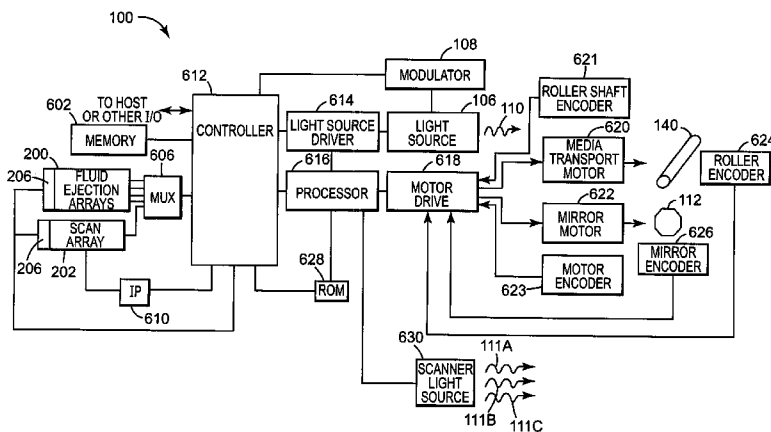 100
612
108
MODULATOR
621
ROLLER SHAFT
ENCODER
TO HOST
OR OTHER I/O
602
MEMORY
CONTROLLER
614
LIGHT SOURCE
DRIVER
106
LIGHT
SOURCE
110
620
MEDIA
TRANSPORT
MOTOR
140
624
ROLLER
ENCODER
200
206
FLUID
EJECTION
ARRAYS
606
MUX
616
PROCESSOR
618
MOTOR
DRIVE
622
MIRROR
MOTOR
112
626
MIRROR
ENCODER
SCAN
ARRAY
206
202
IP
610
628
ROM
MOTOR
ENCODER
623
630
SCANNER
LIGHT
SOURCE
111A
111B
111C